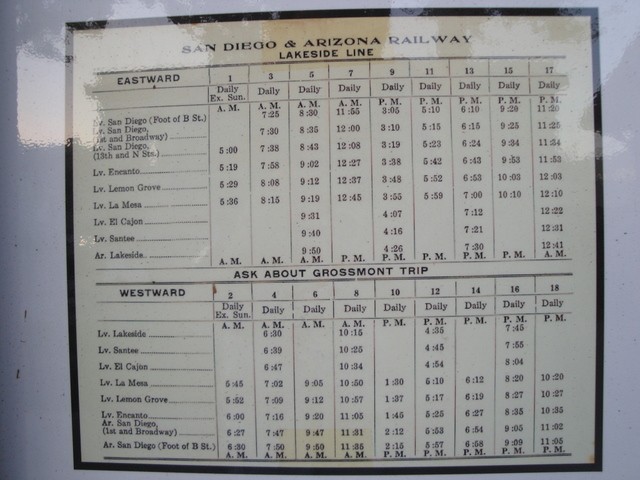 SAN DIEGO & ARIZONA RAILWAY
LAKESIDE LINE
EASTWARD 1 3 5 7 9 11 13 15 17
Daily Ex. Sun. Daily Daily Daily Daily Daily Daily Daily Daily
A. M. A. M. A. M. A. M. P. M. P. M. P. M. P. M. P. M.
Lv. San Diego (Foot of B St.) 7:25 8:30 11:55 3:05 5:10 6:10 9:20 11:20
Lv. San Diego, (1st and Broadway) 7:30 8:35 12:00 3:10 5:15 6:15 9:25 11:25
Lv. San Diego, (13th and N Sts.) 5:00 7:38 8:43 12:08 3:19 5:23 6:24 9:34 11:34
Lv. Encanto 5:19 7:58 9:02 12:27 3:38 5:42 6:43 9:53 11:53
Lv. Lemon Grove 5:29 8:08 9:12 12:37 3:48 5:52 6:53 10:03 12:03
Lv. La Mesa 5:36 8:15 9:19 12:45 3:55 5:59 7:00 10:10 12:10
Lv. El Cajon 9:31 4:07 7:12 12:22
Lv. Santee 9:40 4:16 7:21 12:31
Ar. Lakeside 9:50 4:26 7:30 12:41
A. M. A. M. A. M. P. M. P. M. P. M. P. M. P. M. A. M.
ASK ABOUT GROSSMONT TRIP
WESTWARD 2 4 6 8 10 12 14 16 18
Daily Ex. Sun. Daily Daily Daily Daily Daily Daily Daily Daily
A. M. A. M. A. M. A. M. P. M. P. M. P. M. P. M. P. M.
Lv. Lakeside 6:30 10:15 4:35 7:45
Lv. Santee 6:39 10:25 4:45 7:55
Lv. El Cajon 6:47 10:34 4:54 8:04
Lv. La Mesa 5:45 7:02 9:05 10:50 1:30 5:10 6:12 8:20 10:20
Lv. Lemon Grove 5:52 7:09 9:12 10:57 1:37 5:17 6:19 8:27 10:27
Lv. Encanto 6:00 7:16 9:20 11:05 1:45 5:25 6:27 8:35 10:35
Ar. San Diego, (1st and Broadway) 6:27 7:47 9:47 11:31 2:12 5:53 6:54 9:05 11:02
Ar. San Diego (Foot of B St.) 6:30 7:50 9:50 11:35 2:15 5:57 6:58 9:09 11:05
A. M. A. M. A. M. A. M. P. M. P. M. P. M. P. M. P. M.